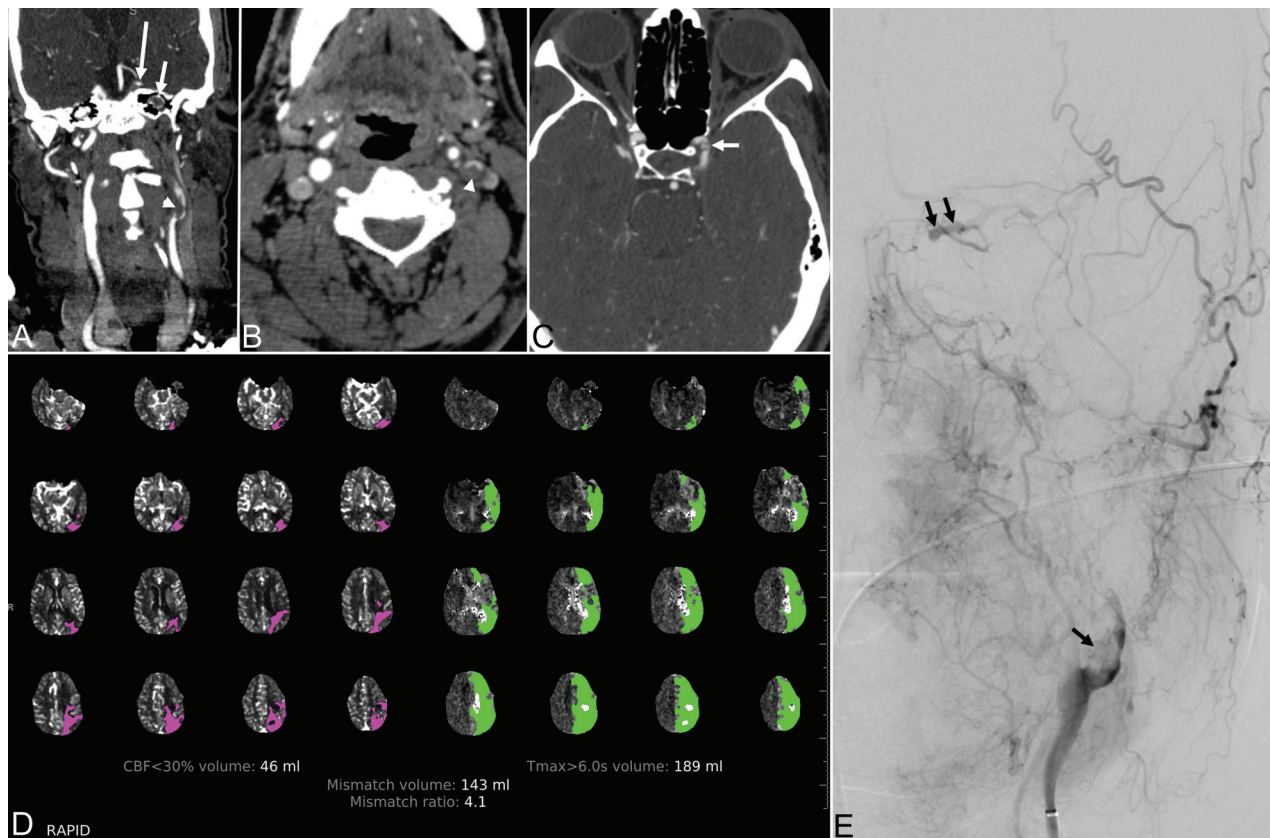 S
A
B
C
R
CBF<30% volume: 46 ml
Tmax>6.0s volume: 189 ml
Mismatch volume: 143 ml
Mismatch ratio: 4.1
D
RAPID
E